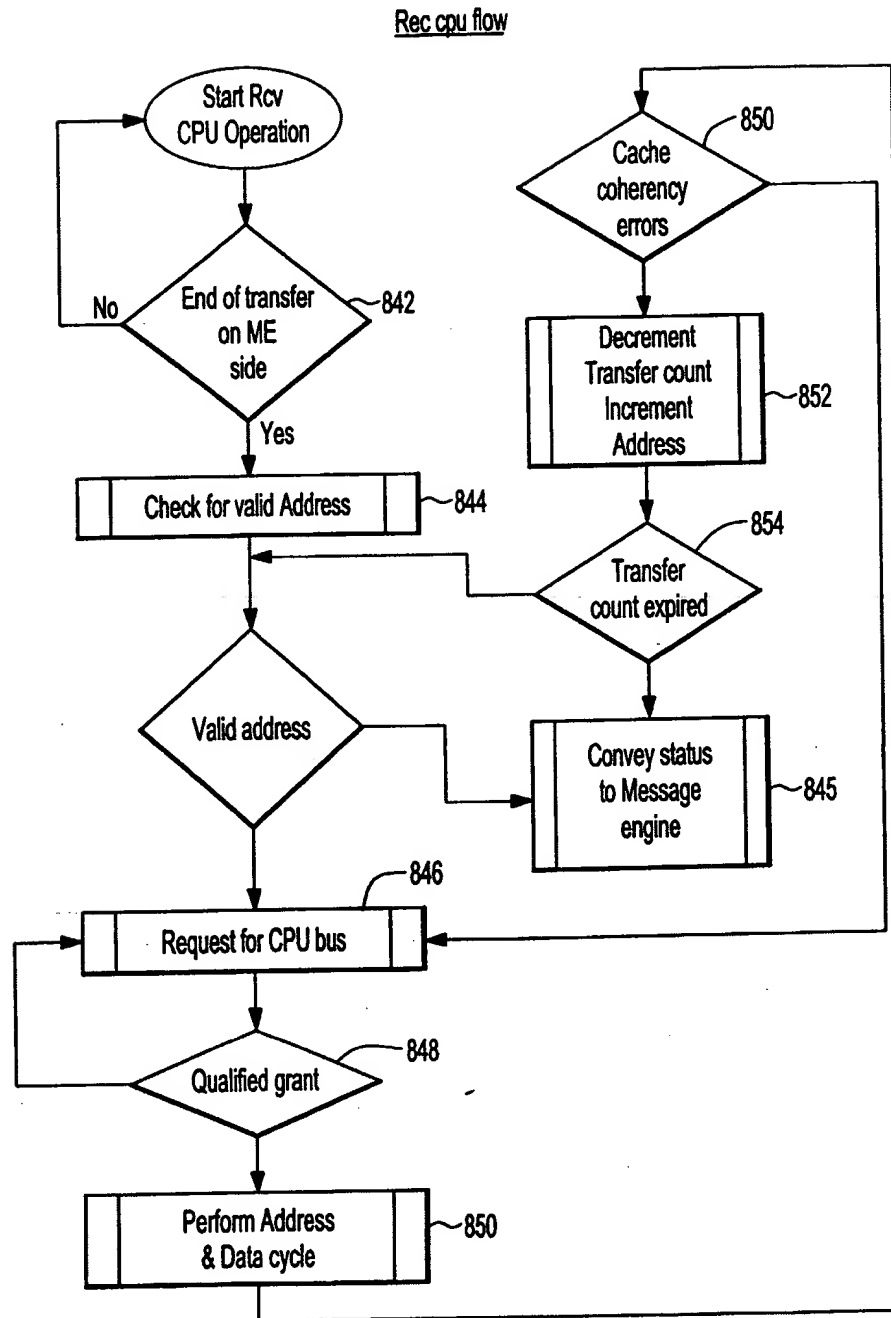 Rec cpu flow
Start Rcv
CPU Operation
No
End of transfer
on ME
side
842
Yes
Check for valid Address
844
Valid address
846
Request for CPU bus
Qualified grant
848
Perform Address
& Data cycle
850
850
Cache
coherency
errors
Decrement
Transfer count
Increment
Address
852
854
Transfer
count expired
Convey status
to Message
engine
845